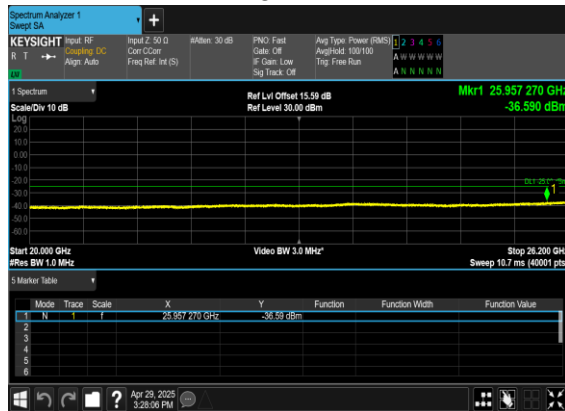 Spectrum Analyzer 1
Swept SA
KEYSIGHT Input: RF Input Z: 50 Ω #Atten: 30 dB PNO: Fast Avg Type: Power (RMS) 1 2 3 4 5 6
R T Coupling: DC Corr CCorr Gate: Off Avg|Hold: 100/100 A W W W W W
Align: Auto Freq Ref: Int (S) IF Gain: Low Trig: Free Run
Sig Track: Off A N N N N N
1 Spectrum Ref Lvl Offset 15.59 dB Mkr1 25.957 270 GHz
Scale/Div 10 dB Ref Level 30.00 dBm -36.590 dBm
Log
20.0
10.0
0.00
-10.0
-20.0
-30.0
1
-40.0
-50.0
-60.0
Start 20.000 GHz Video BW 3.0 MHz* Stop 26.200 GHz
#Res BW 1.0 MHz Sweep 10.7 ms (40001 pts)
5 Marker Table
Mode Trace Scale X Y Function Function Width Function Value
1 N 1 f 25.957 270 GHz -36.59 dBm
2
3
4
5
6
? Apr 29, 2025
3:28:06 PM